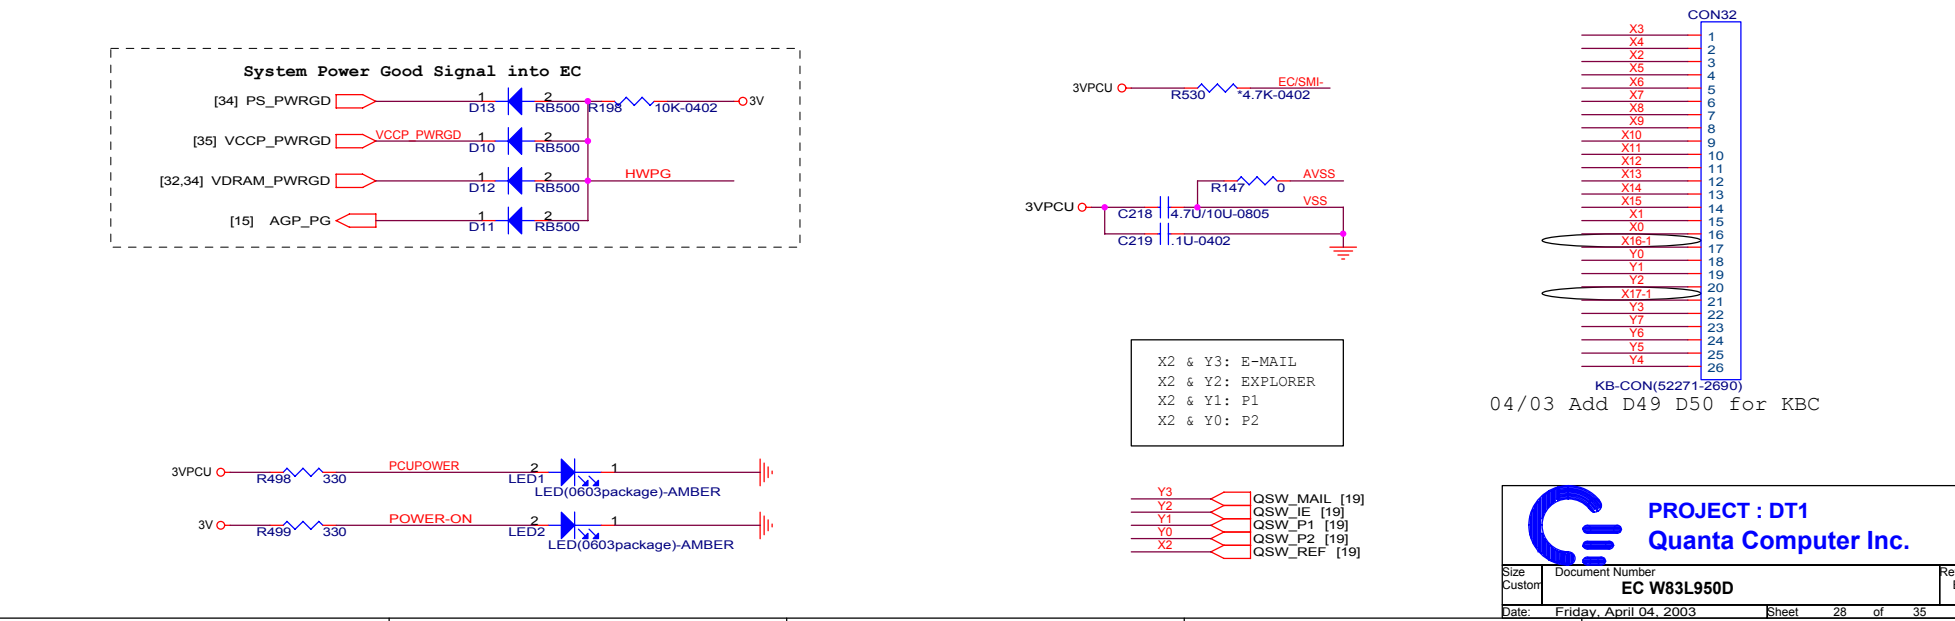 System Power Good Signal into EC
[34] PS_PWRGD
1
D13
2
RB500
R198
10K-0402
3V
[35] VCCP_PWRGD
VCCP_PWRGD
1
D10
2
RB500
[32,34] VDRAM_PWRGD
1
D12
2
RB500
HWPG
[15] AGP_PG
1
D11
2
RB500
3VPCU
R530
*4.7K-0402
EC/SMI-
R147
0
AVSS
3VPCU
C218
4.7U/10U-0805
VSS
C219
.1U-0402
CON32
X3 1
X4 2
X2 3
X5 4
X6 5
X7 6
X8 7
X9 8
X10 9
X11 10
X12 11
X13 12
X14 13
X15 14
X1 15
X0 16
X16-1 17
Y0 18
Y1 19
Y2 20
X17-1 21
Y3 22
Y7 23
Y6 24
Y5 25
Y4 26
KB-CON(52271-2690)
04/03 Add D49 D50 for KBC
X2 & Y3: E-MAIL
X2 & Y2: EXPLORER
X2 & Y1: P1
X2 & Y0: P2
3VPCU
R498
330
PCUPOWER
2
LED1
1
LED(0603package)-AMBER
3V
R499
330
POWER-ON
2
LED2
1
LED(0603package)-AMBER
Y3 QSW_MAIL [19]
Y2 QSW_IE [19]
Y1 QSW_P1 [19]
Y0 QSW_P2 [19]
X2 QSW_REF [19]
PROJECT : DT1
Quanta Computer Inc.
Size
Custom
Document Number
EC W83L950D
Date: Friday, April 04, 2003
Sheet 28 of 35